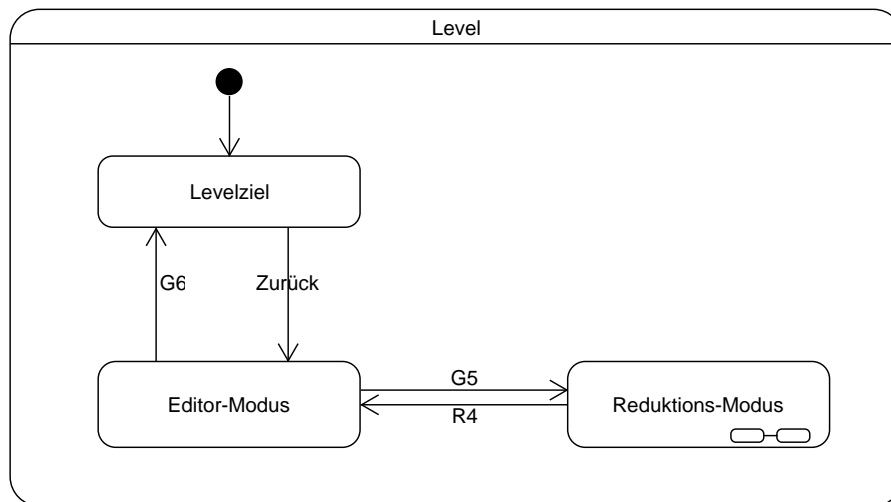 Level
Levelziel
G6
Zurück
Editor-Modus
G5
R4
Reduktions-Modus